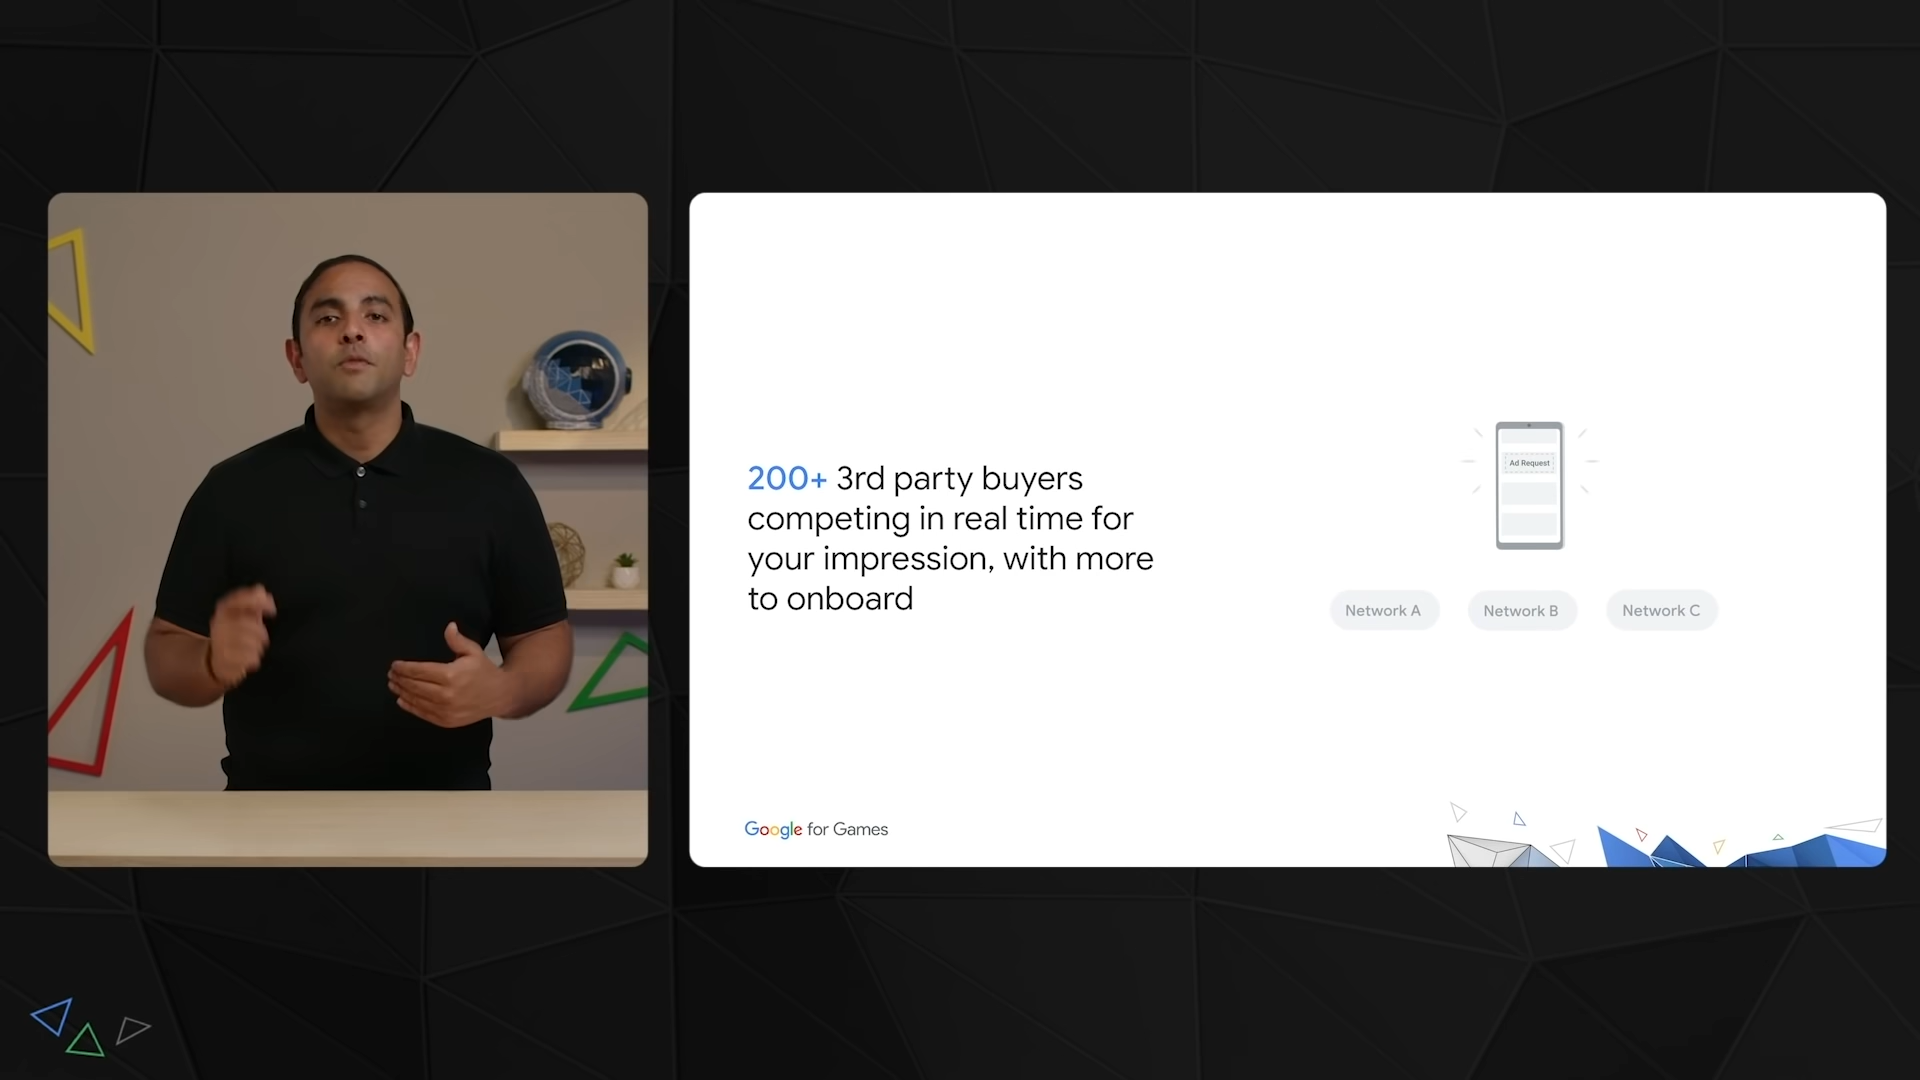 200+ 3rd party buyers
competing in real time for
your impression, with more
to onboard
Ad Request
Network A
Network B
Network C
Google for Games